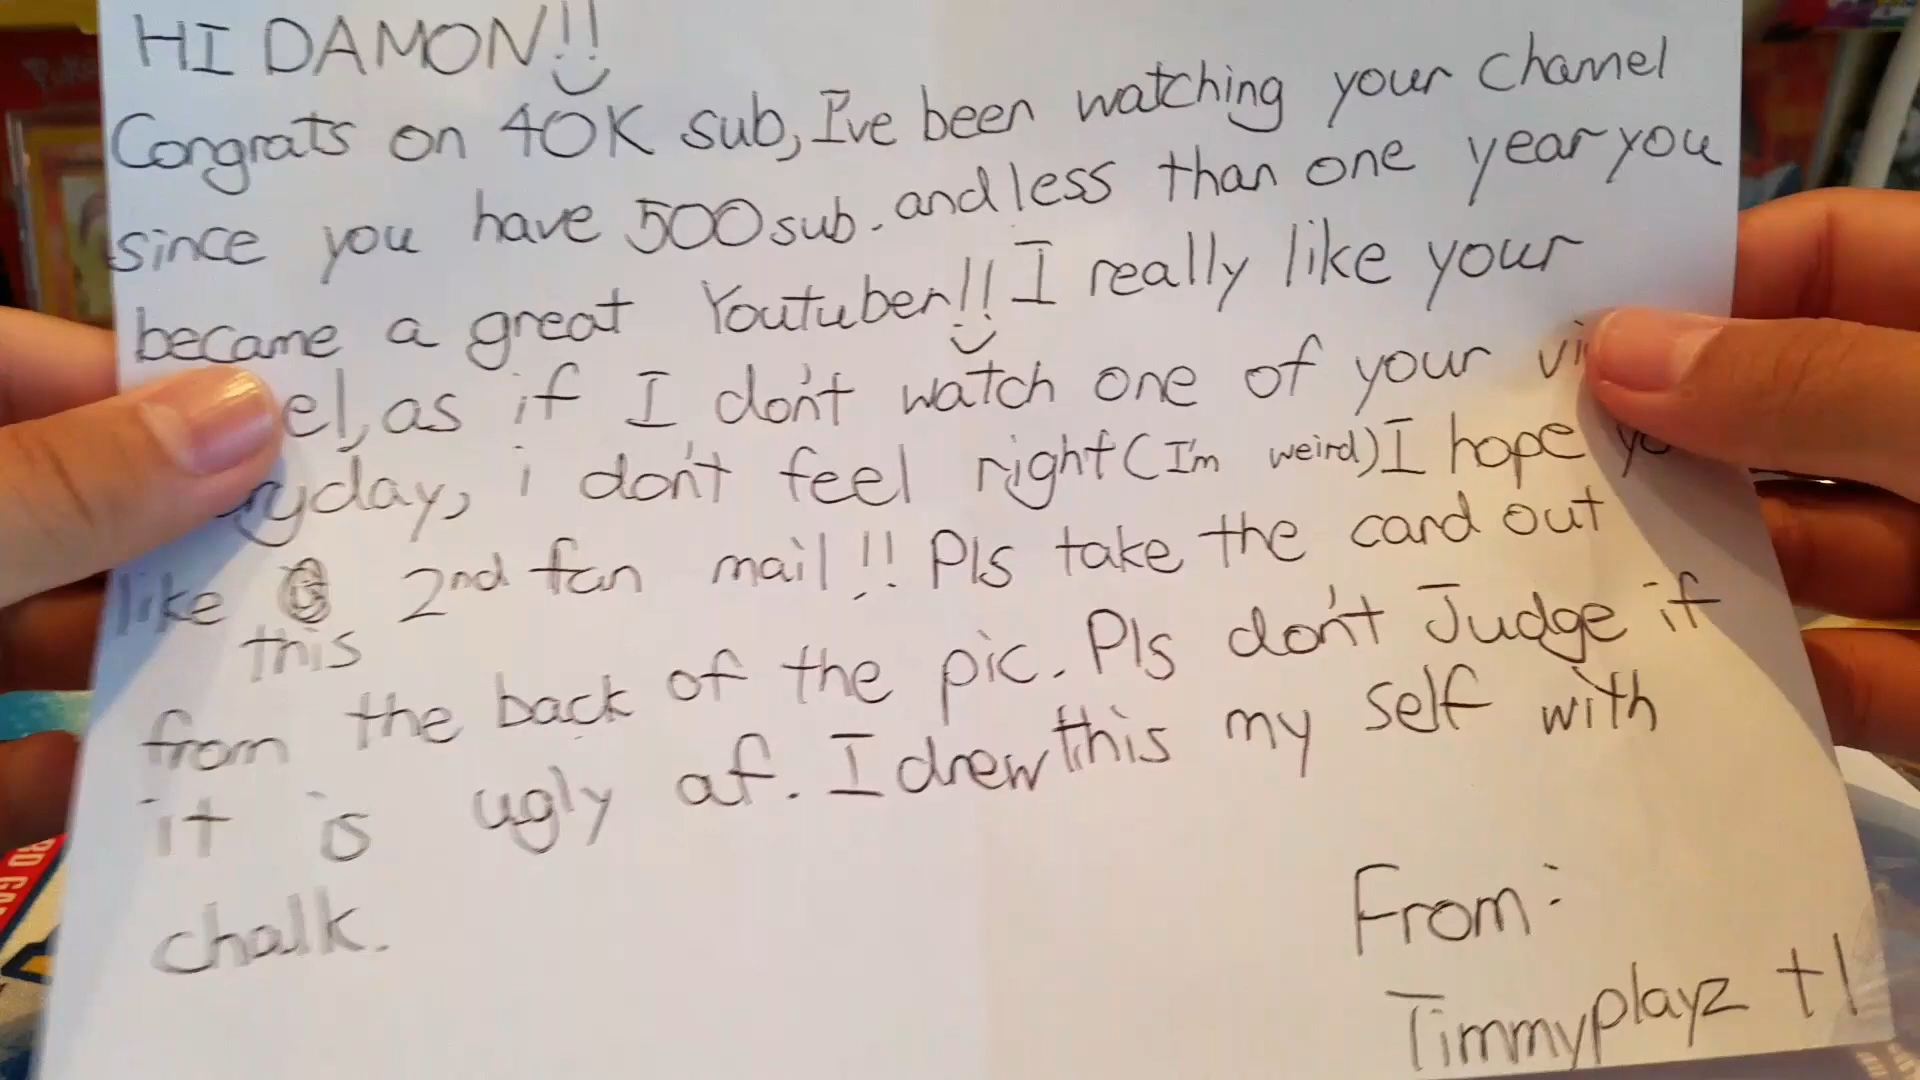 HI DAMON!!
Congrats on 40K sub, I've been watching your channel
since you have 500 sub. and less than one year you
became a great Youtuber!! I really like your
el, as if I don't watch one of your vi
yday, i don't feel right (I'm weird) I hope yo
like 2nd fan mail!! Pls take the card out
this
from the back of the pic. Pls don't Judge if
it is ugly af. I drew this my self with
chalk.
From:
Timmyplayz